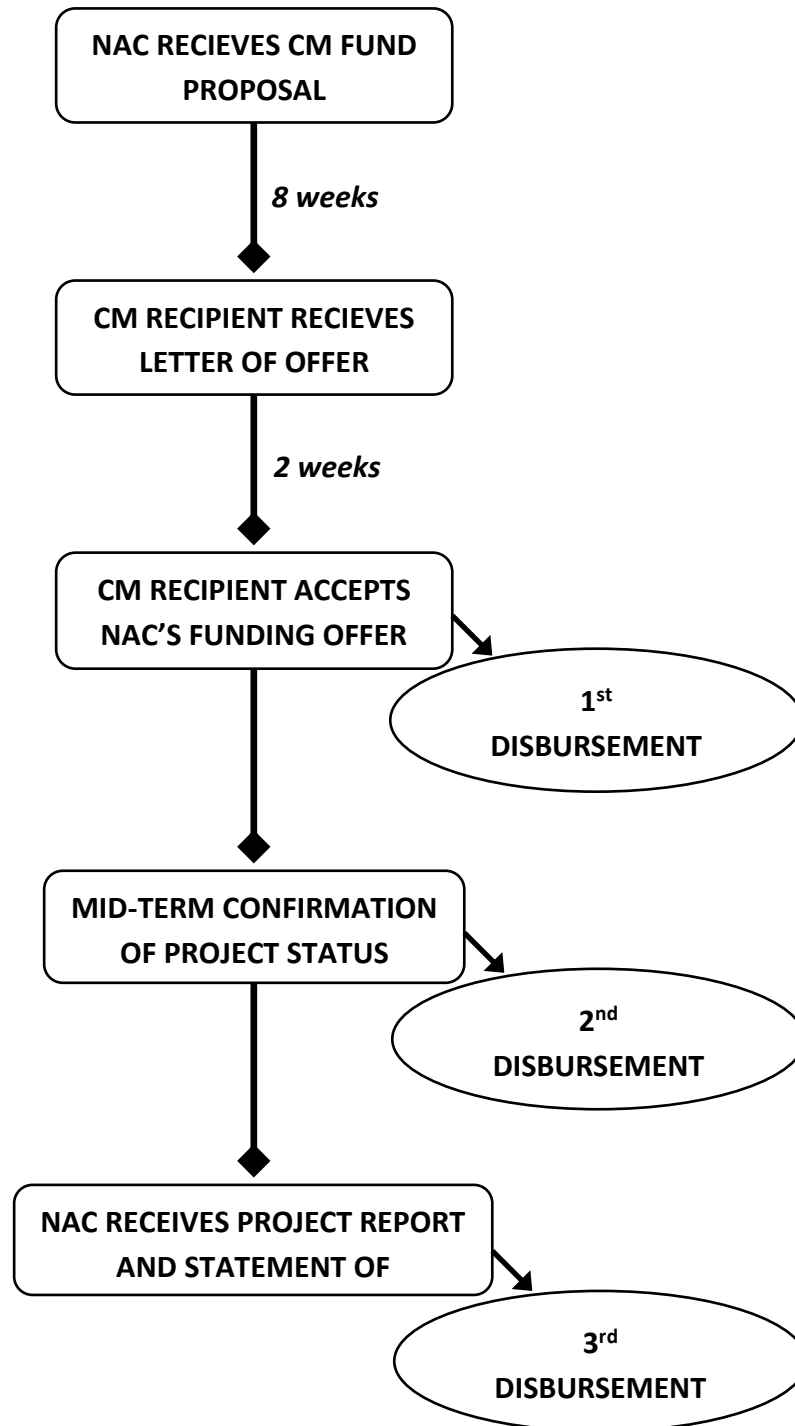 NAC RECIEVES CM FUND
PROPOSAL
8 weeks
CM RECIPIENT RECIEVES
LETTER OF OFFER
2 weeks
CM RECIPIENT ACCEPTS
NAC’S FUNDING OFFER
1st
DISBURSEMENT
MID-TERM CONFIRMATION
OF PROJECT STATUS
2nd
DISBURSEMENT
NAC RECEIVES PROJECT REPORT
AND STATEMENT OF
3rd
DISBURSEMENT